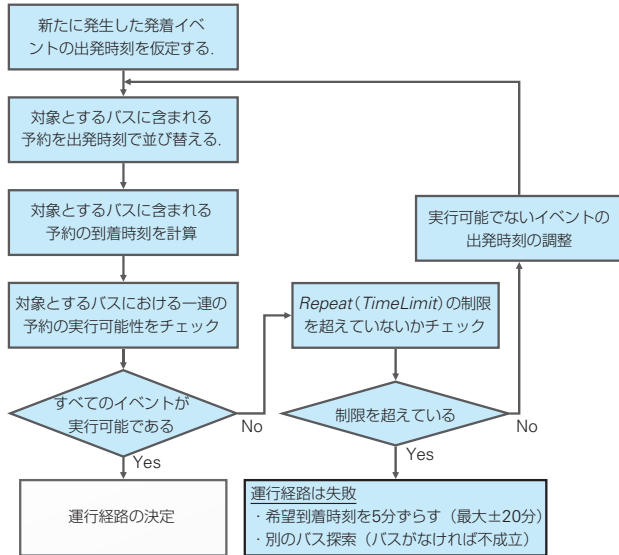 新たに発生した発着イベ
ントの出発時刻を仮定する.
対象とするバスに含まれる
予約を出発時刻で並び替える.
対象とするバスに含まれる
予約の到着時刻を計算
対象とするバスにおける一連の
予約の実行可能性をチェック
すべてのイベントが
実行可能である
No
Yes
運行経路の決定
Repeat(TimeLimit)の制限
を超えていないかチェック
制限を超えている
No
Yes
実行可能でないイベントの
出発時刻の調整
運行経路は失敗
・希望到着時刻を5分ずらす（最大±20分）
・別のバス探索（バスがなければ不成立）